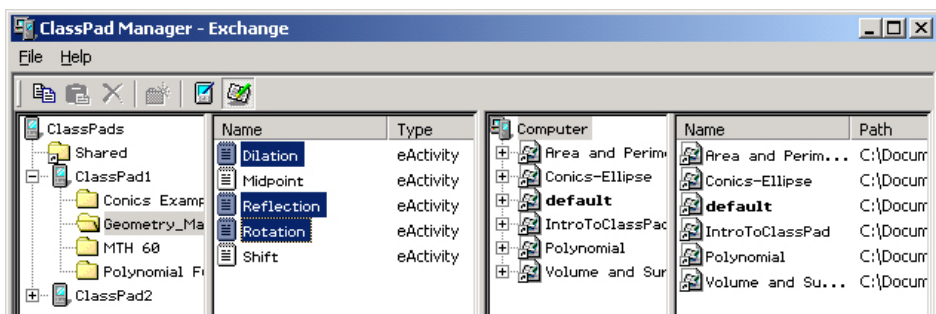 ClassPad Manager - Exchange
File Help
ClassPads
Shared
ClassPad1
Conics Examp
Geometry_Ma
MTH 60
Polynomial F
ClassPad2
Name Type
Dilation eActivity
Midpoint eActivity
Reflection eActivity
Rotation eActivity
Shift eActivity
Computer
Area and Perim
Conics-Ellipse
default
IntroToClassPad
Polynomial
Volume and Sur
Name Path
Area and Perim... C:\Docum
Conics-Ellipse C:\Docum
default C:\Docum
IntroToClassPad C:\Docum
Polynomial C:\Docum
Volume and Su... C:\Docum